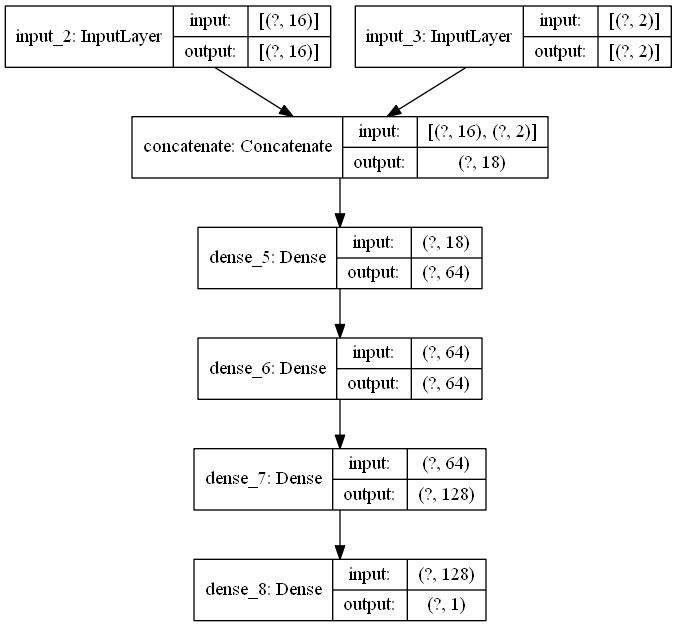 input_2: InputLayer input: [(?, 16)] output: [(?, 16)]
input_3: InputLayer input: [(?, 2)] output: [(?, 2)]
concatenate: Concatenate input: [(?, 16), (?, 2)] output: (?, 18)
dense_5: Dense input: (?, 18) output: (?, 64)
dense_6: Dense input: (?, 64) output: (?, 64)
dense_7: Dense input: (?, 64) output: (?, 128)
dense_8: Dense input: (?, 128) output: (?, 1)